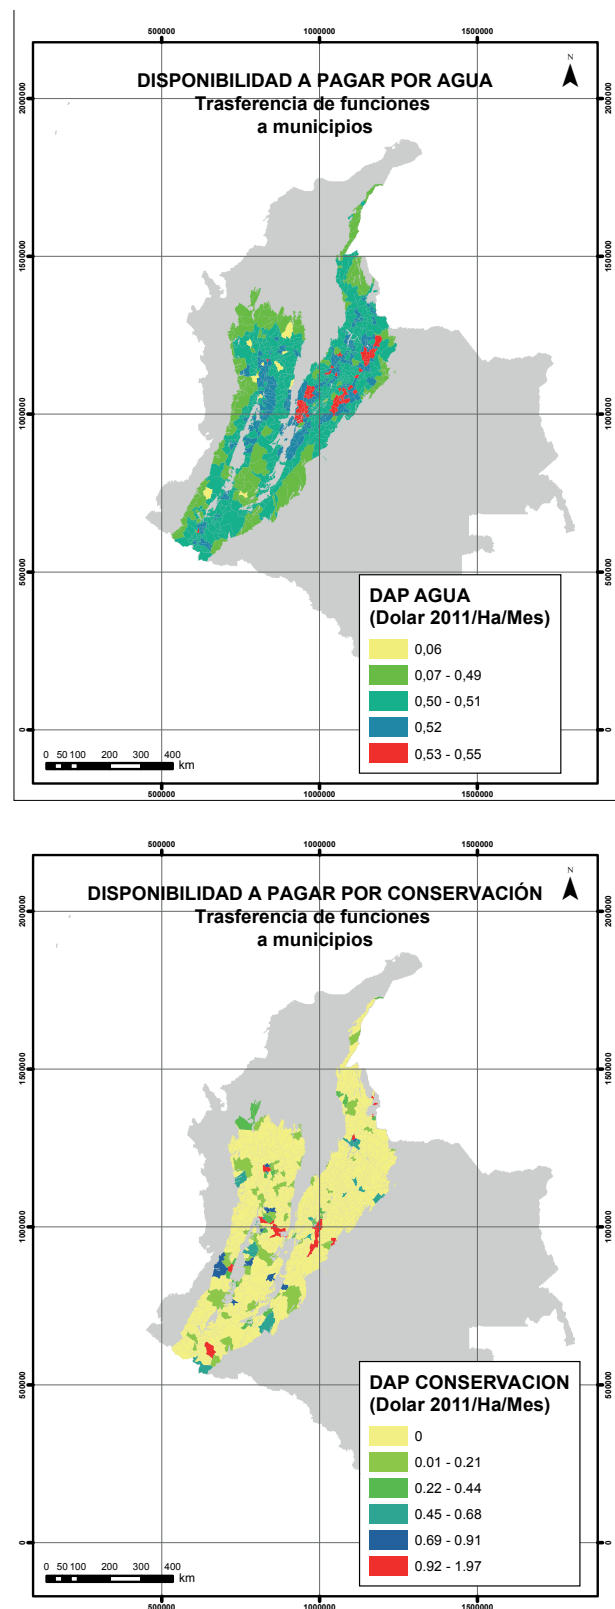 500000 1000000 1500000
DISPONIBILIDAD A PAGAR POR AGUA
Trasferencia de funciones
a municipios
N
2000000 2000000
1500000 1500000
1000000 1000000
500000 500000
0 0
DAP AGUA
(Dolar 2011/Ha/Mes)
0,06
0,07 - 0,49
0,50 - 0,51
0,52
0,53 - 0,55
0 50 100 200 300 400
km
500000 1000000 1500000
500000 1000000 1500000
DISPONIBILIDAD A PAGAR POR CONSERVACIÓN
Trasferencia de funciones
a municipios
N
2000000 2000000
1500000 1500000
1000000 1000000
500000 500000
0 0
DAP CONSERVACION
(Dolar 2011/Ha/Mes)
0
0.01 - 0.21
0.22 - 0.44
0.45 - 0.68
0.69 - 0.91
0.92 - 1.97
0 50 100 200 300 400
km
500000 1000000 1500000